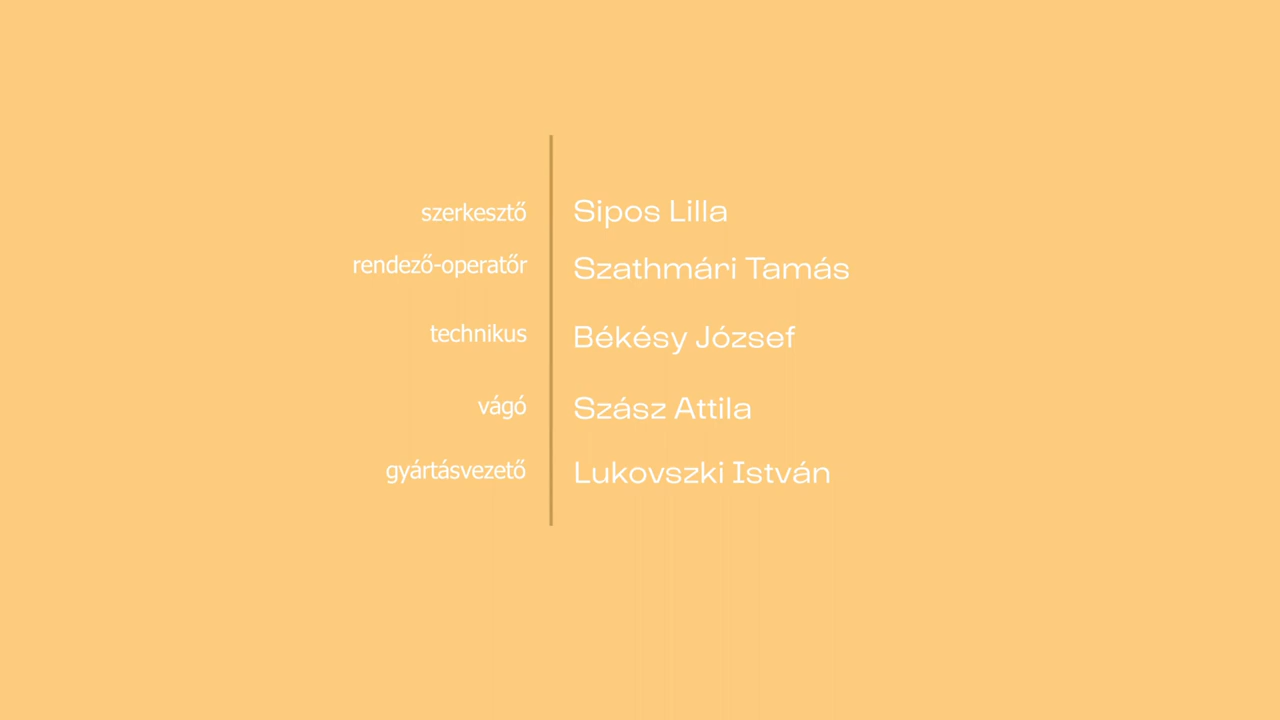 szerkesztő Sipos Lilla
rendező-operatőr Szathmári Tamás
technikus Békésy József
vágó Szász Attila
gyártásvezető Lukovszki István